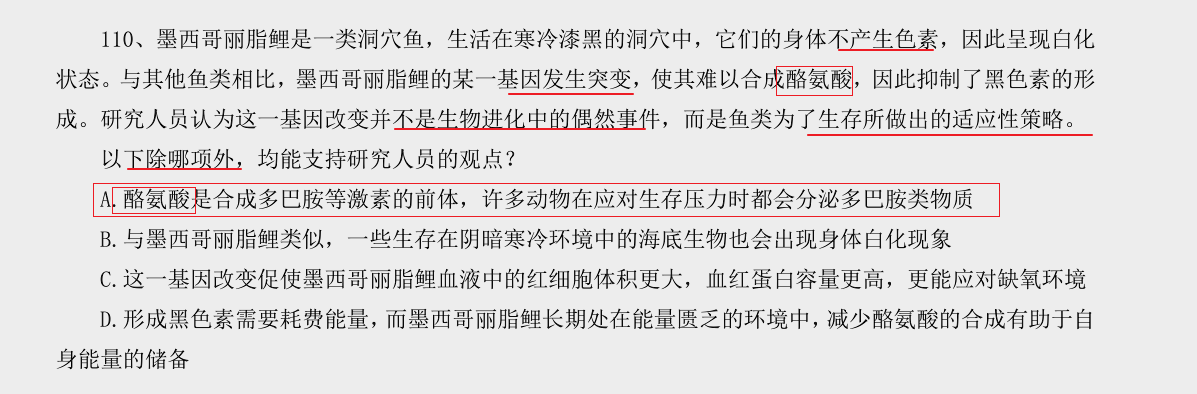 110、墨西哥丽脂鲤是一类洞穴鱼，生活在寒冷漆黑的洞穴中，它们的身体不产生色素，因此呈现白化
状态。与其他鱼类相比，墨西哥丽脂鲤的某一基因发生突变，使其难以合成酪氨酸，因此抑制了黑色素的形
成。研究人员认为这一基因改变并不是生物进化中的偶然事件，而是鱼类为了生存所做出的适应性策略。
以下除哪项外，均能支持研究人员的观点？
A.酪氨酸是合成多巴胺等激素的前体，许多动物在应对生存压力时都会分泌多巴胺类物质
B.与墨西哥丽脂鲤类似，一些生存在阴暗寒冷环境中的海底生物也会出现身体白化现象
C.这一基因改变促使墨西哥丽脂鲤血液中的红细胞体积更大，血红蛋白容量更高，更能应对缺氧环境
D.形成黑色素需要耗费能量，而墨西哥丽脂鲤长期处在能量匮乏的环境中，减少酪氨酸的合成有助于自
身能量的储备